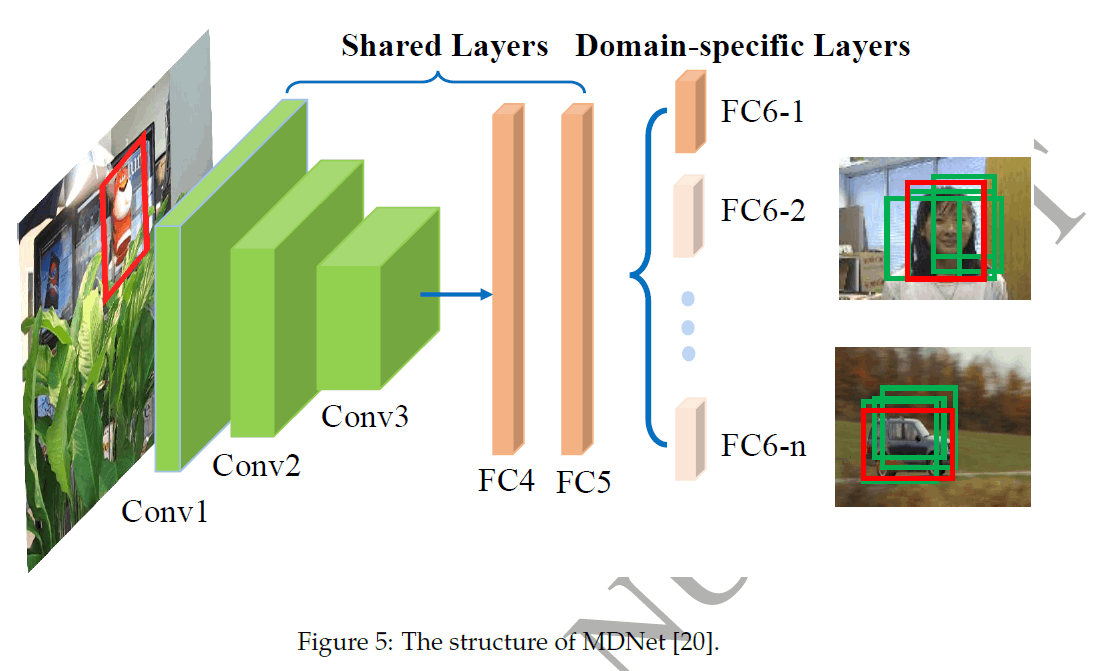 Shared Layers
Domain-specific Layers
FC6-1
FC6-2
FC6-n
Conv1
Conv2
Conv3
FC4
FC5
Figure 5: The structure of MDNet [20].